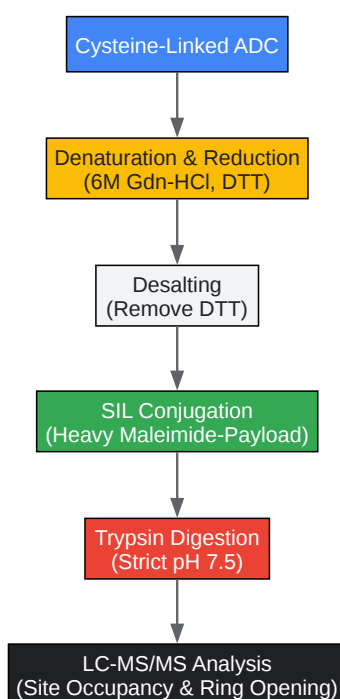 Cysteine-Linked ADC
Denaturation & Reduction
(6M Gdn-HCl, DTT)
Desalting
(Remove DTT)
SIL Conjugation
(Heavy Maleimide-Payload)
Trypsin Digestion
(Strict pH 7.5)
LC-MS/MS Analysis
(Site Occupancy & Ring Opening)